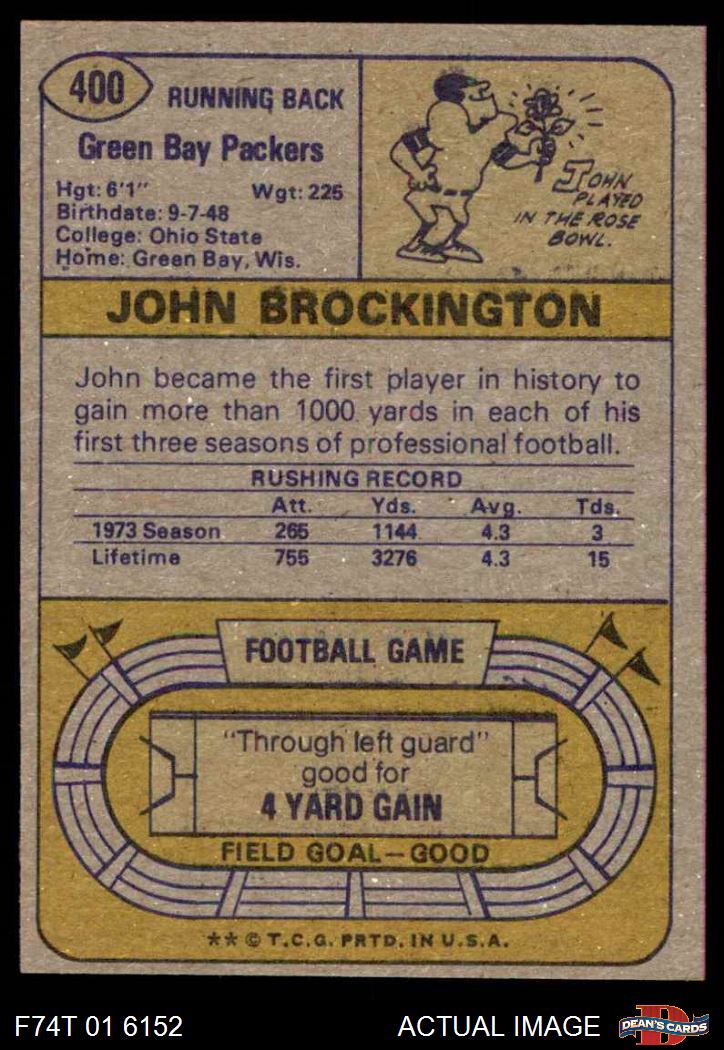 400
RUNNING BACK
Green Bay Packers
Hgt: 6'1" Wgt: 225
Birthdate: 9-7-48
College: Ohio State
Home: Green Bay, Wis.
JOHN
PLAYED
IN THE ROSE
BOWL.
JOHN BROCKINGTON
John became the first player in history to
gain more than 1000 yards in each of his
first three seasons of professional football.
RUSHING RECORD
Att. Yds. Avg. Tds.
1973 Season 265 1144 4.3 3
Lifetime 755 3276 4.3 15
FOOTBALL GAME
"Through left guard"
good for
4 YARD GAIN
FIELD GOAL—GOOD
** © T.C.G. PRTD. IN U.S.A.
F74T 01 6152 ACTUAL IMAGE
D
DEAN'S CARDS